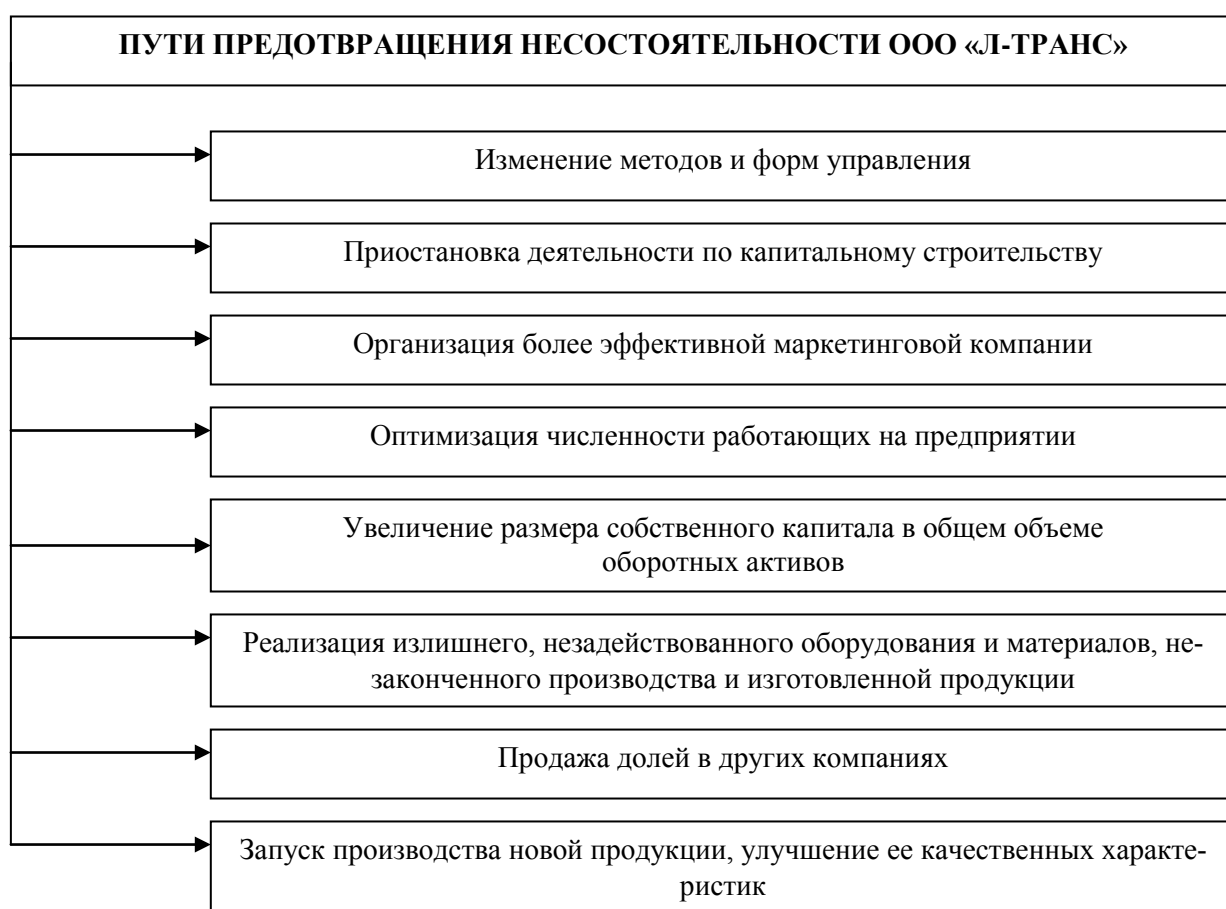 ПУТИ ПРЕДОТВРАЩЕНИЯ НЕСОСТОЯТЕЛЬНОСТИ ООО «Л-ТРАНС»
Изменение методов и форм управления
Приостановка деятельности по капитальному строительству
Организация более эффективной маркетинговой компании
Оптимизация численности работающих на предприятии
Увеличение размера собственного капитала в общем объеме
оборотных активов
Реализация излишнего, незадействованного оборудования и материалов, не-
законченного производства и изготовленной продукции
Продажа долей в других компаниях
Запуск производства новой продукции, улучшение ее качественных характе-
ристик